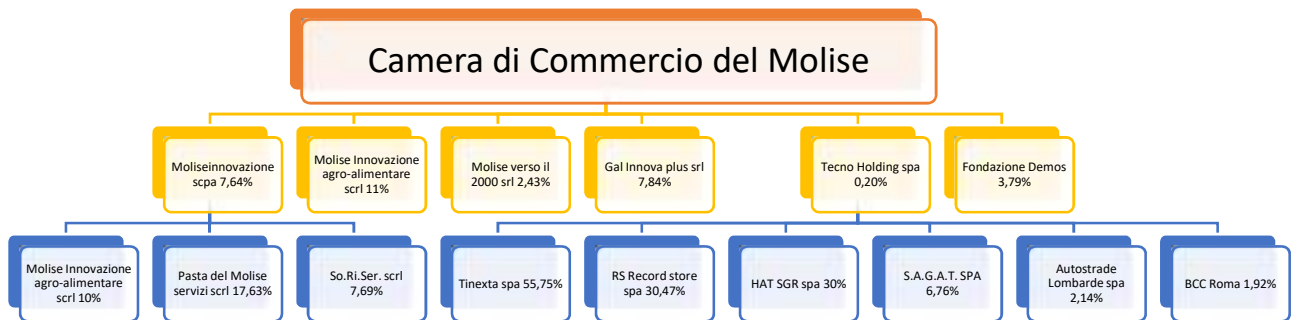 Camera di Commercio del Molise
Moliseinnovazione
scpa 7,64%
Molise Innovazione
agro-alimentare
scrl 11%
Molise verso il
2000 srl 2,43%
Gal Innova plus srl
7,84%
Tecno Holding spa
0,20%
Fondazione Demos
3,79%
Molise Innovazione
agro-alimentare
scrl 10%
Pasta del Molise
servizi scrl 17,63%
So.Ri.Ser. scrl
7,69%
Tinexta spa 55,75%
RS Record store
spa 30,47%
HAT SGR spa 30%
S.A.G.A.T. SPA
6,76%
Autostrade
Lombarde spa
2,14%
BCC Roma 1,92%